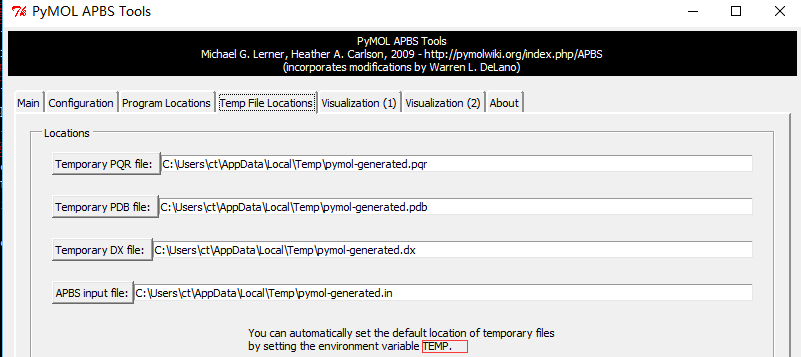 PyMOL APBS Tools
PyMOL APBS Tools
Michael G. Lerner, Heather A. Carlson, 2009 - http://pymolwiki.org/index.php/APBS
(incorporates modifications by Warren L. DeLano)
Main Configuration Program Locations Temp File Locations Visualization (1) Visualization (2) About
Locations
Temporary PQR file: C:\Users\ct\AppData\Local\Temp\pymol-generated.pqr
Temporary PDB file: C:\Users\ct\AppData\Local\Temp\pymol-generated.pdb
Temporary DX file: C:\Users\ct\AppData\Local\Temp\pymol-generated.dx
APBS input file: C:\Users\ct\AppData\Local\Temp\pymol-generated.in
You can automatically set the default location of temporary files
by setting the environment variable TEMP.